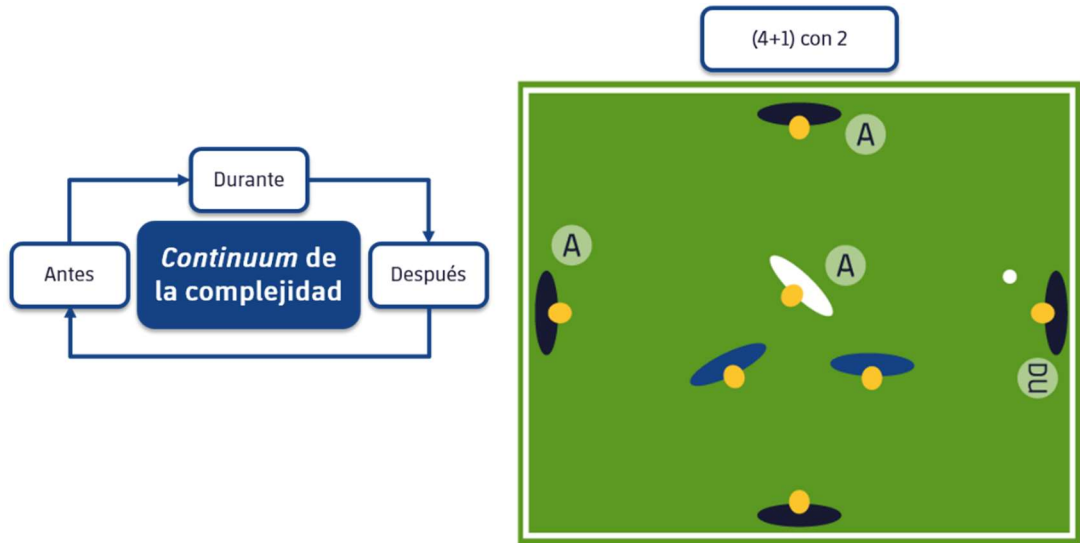 (4+1) con 2
Durante
Continuum de
la complejidad
Antes
Después
A
A
A
DU